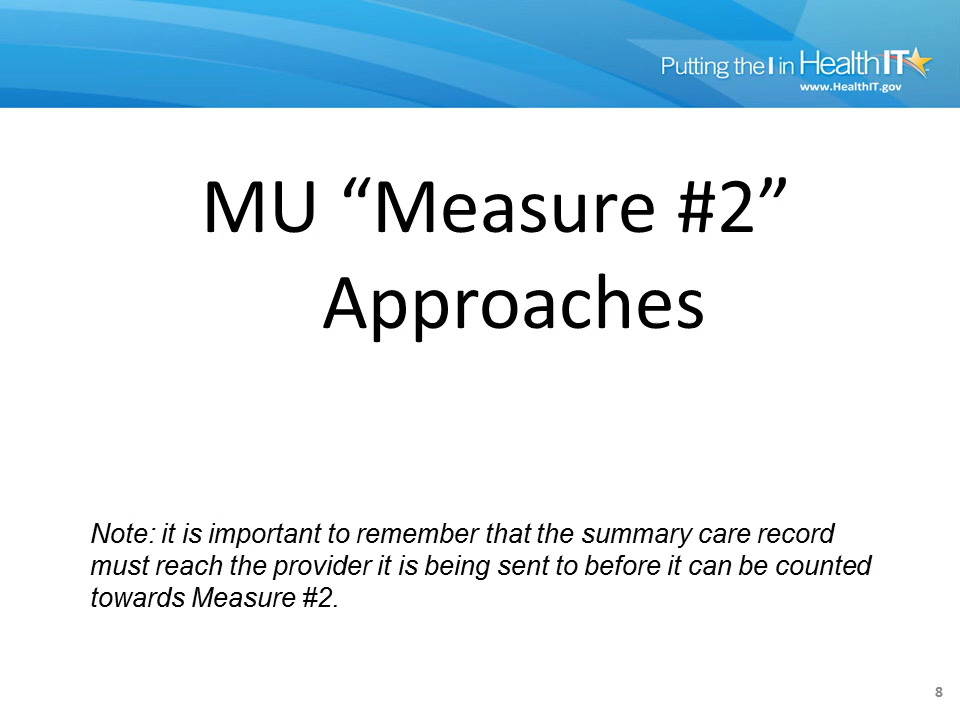 Putting the I in HealthIT
www.HealthIT.gov
MU “Measure #2”
Approaches
Note: it is important to remember that the summary care record
must reach the provider it is being sent to before it can be counted
towards Measure #2.
8